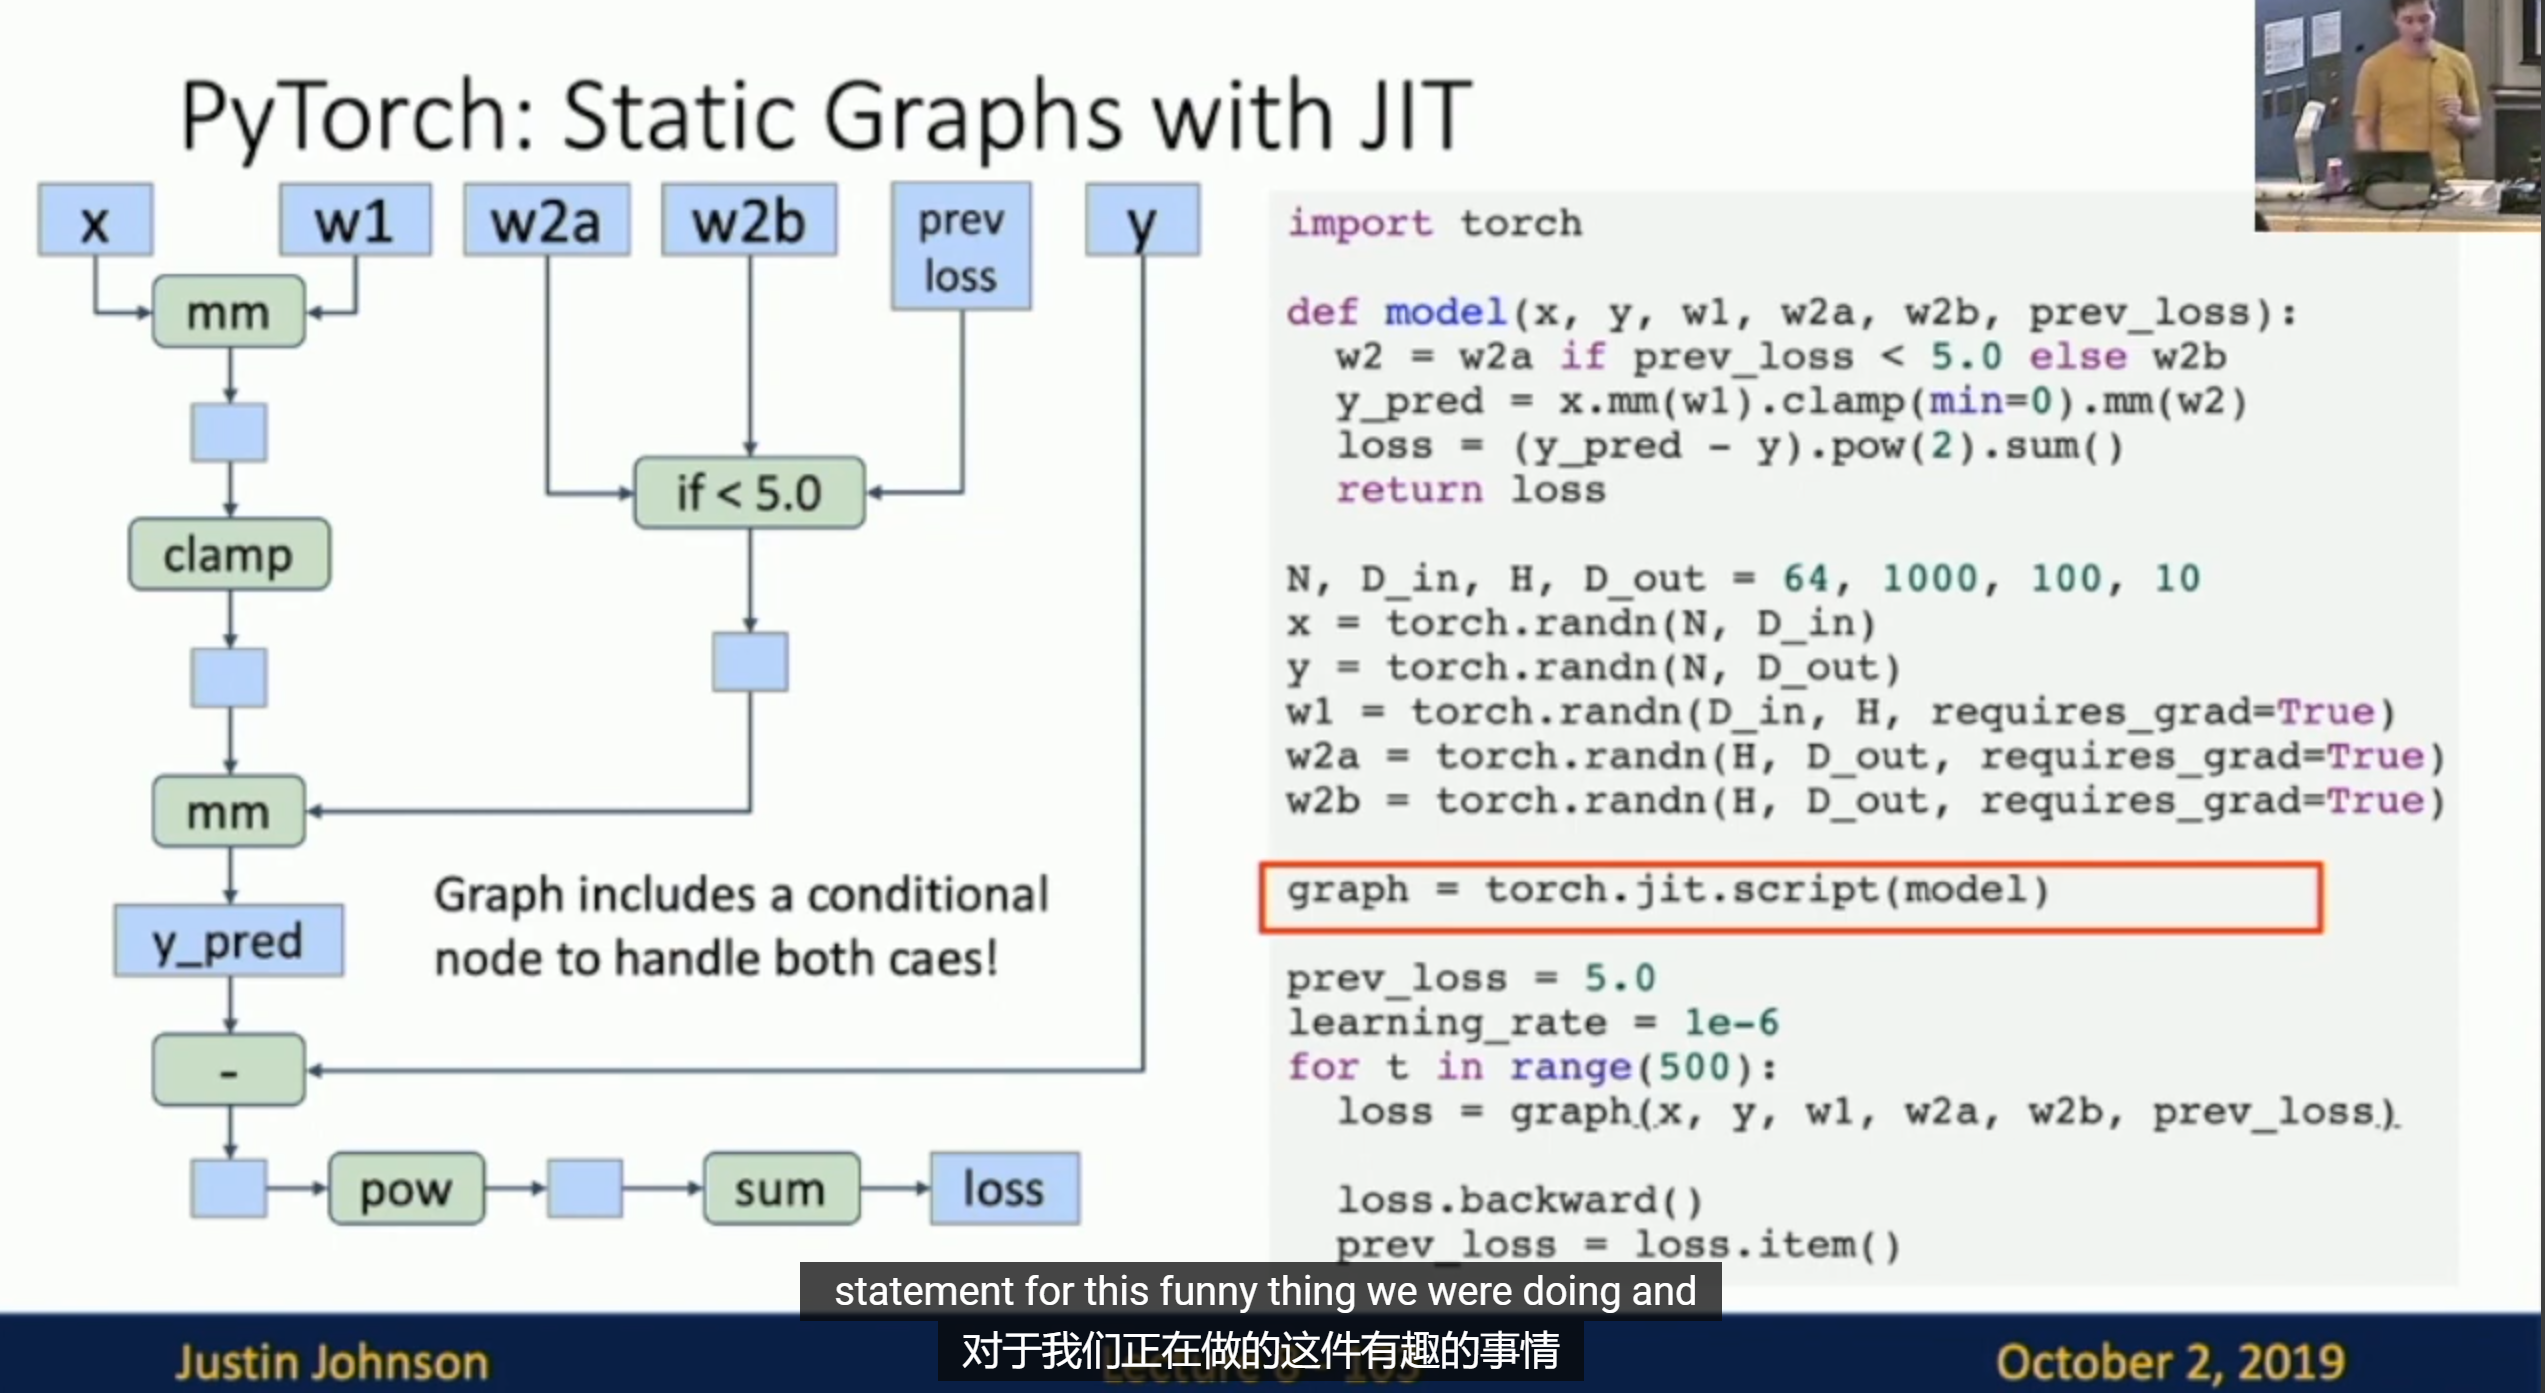 PyTorch: Static Graphs with JIT
x
w1
w2a
w2b
prev
loss
y
mm
clamp
if < 5.0
mm
y_pred
-
pow
sum
loss
Graph includes a conditional
node to handle both caes!
import torch
def model(x, y, w1, w2a, w2b, prev_loss):
  w2 = w2a if prev_loss < 5.0 else w2b
  y_pred = x.mm(w1).clamp(min=0).mm(w2)
  loss = (y_pred - y).pow(2).sum()
  return loss
N, D_in, H, D_out = 64, 1000, 100, 10
x = torch.randn(N, D_in)
y = torch.randn(N, D_out)
w1 = torch.randn(D_in, H, requires_grad=True)
w2a = torch.randn(H, D_out, requires_grad=True)
w2b = torch.randn(H, D_out, requires_grad=True)
graph = torch.jit.script(model)
prev_loss = 5.0
learning_rate = 1e-6
for t in range(500):
  loss = graph(x, y, w1, w2a, w2b, prev_loss)
  loss.backward()
  prev_loss = loss.item()
statement for this funny thing we were doing and
对于我们正在做的这件有趣的事情
Justin Johnson
October 2, 2019